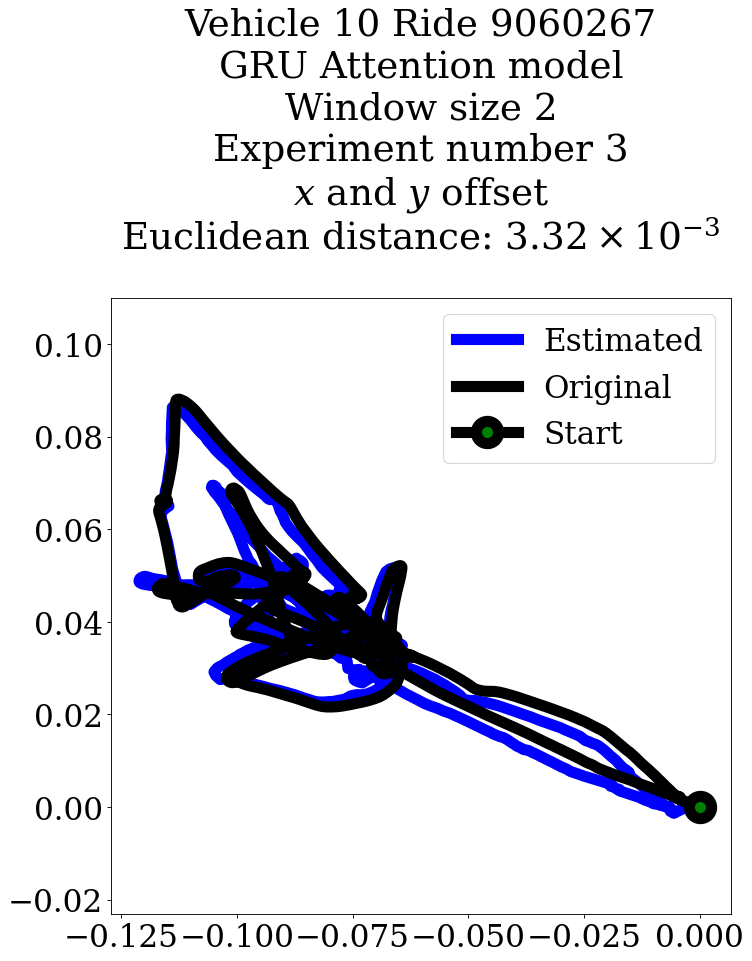 Vehicle 10 Ride 9060267
GRU Attention model
Window size 2
Experiment number 3
x and y offset
Euclidean distance: 3.32 × 10⁻³
Estimated
Original
Start
0.10
0.08
0.06
0.04
0.02
0.00
−0.02
−0.125 −0.100 −0.075 −0.050 −0.025 0.000